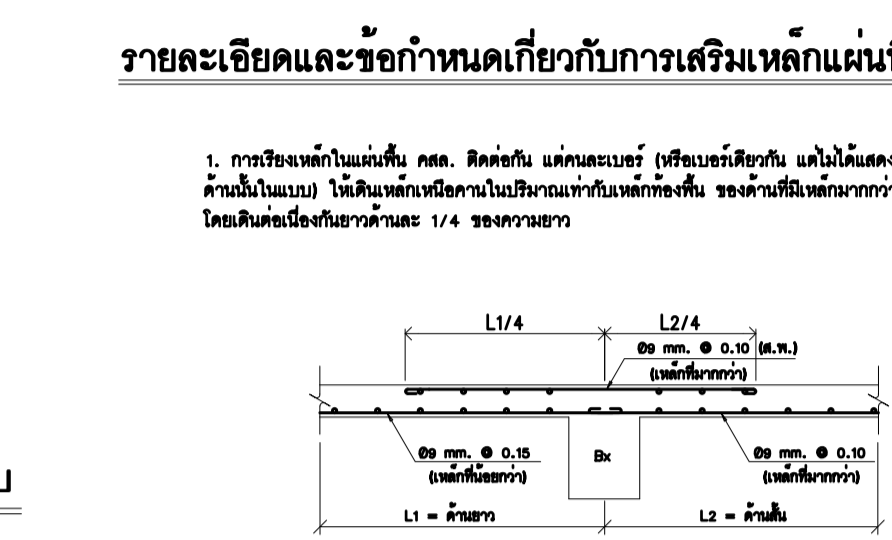 รายละเอียดและข้อกำหนดเกี่ยวกับการเสริมเหล็กแผ่น
1. การเรียงเหล็กในแผ่นพื้น คสล. ติดต่อกัน แต่คนละเบอร์ (หรือเบอร์เดียวกัน แต่ไม่ได้แสดง
ด้านนั้นในแบบ) ให้เดินเหล็กเหนือคานในปริมาณเท่ากับเหล็กท้องพื้น ของด้านที่มีเหล็กมากกว่า
โดยเดินต่อเนื่องกันยาวด้านละ 1/4 ของความยาว
L1/4
L2/4
Ø9 mm. @ 0.10 (ส.พ.)
(เหล็กที่มากกว่า)
Ø9 mm. @ 0.15
(เหล็กที่น้อยกว่า)
Bx
Ø9 mm. @ 0.10
(เหล็กที่มากกว่า)
L1 = ด้านยาว
L2 = ด้านสั้น